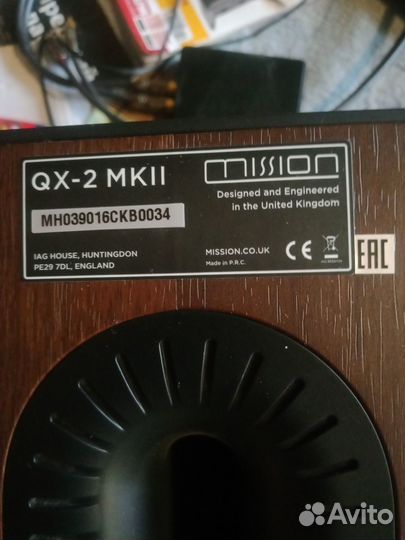 QX-2 MKII
MISSION
Designed and Engineered
in the United Kingdom
MH039016CKB0034
IAG HOUSE, HUNTINGDON
PE29 7DL, ENGLAND
MISSION.CO.UK
Made in P.R.C.
CE
EAC
Avito